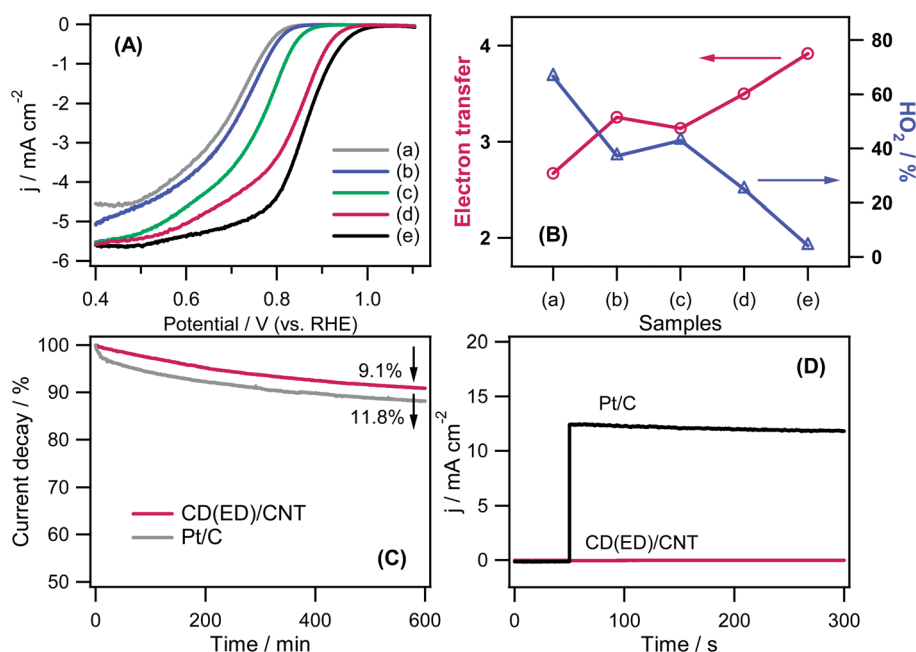 (A)
0
-1
-2
-3
-4
-5
-6
j / mA cm⁻²
(a)
(b)
(c)
(d)
(e)
0.4
0.6
0.8
1.0
Potential / V (vs. RHE)
(B)
4
3
2
Electron transfer
80
60
40
20
0
HO₂⁻ / %
(a)
(b)
(c)
(d)
(e)
Samples
100
90
80
70
60
50
Current decay / %
9.1%
11.8%
CD(ED)/CNT
Pt/C
(C)
0
200
400
600
Time / min
20
15
10
5
0
j / mA cm⁻²
(D)
Pt/C
CD(ED)/CNT
0
100
200
300
Time / s